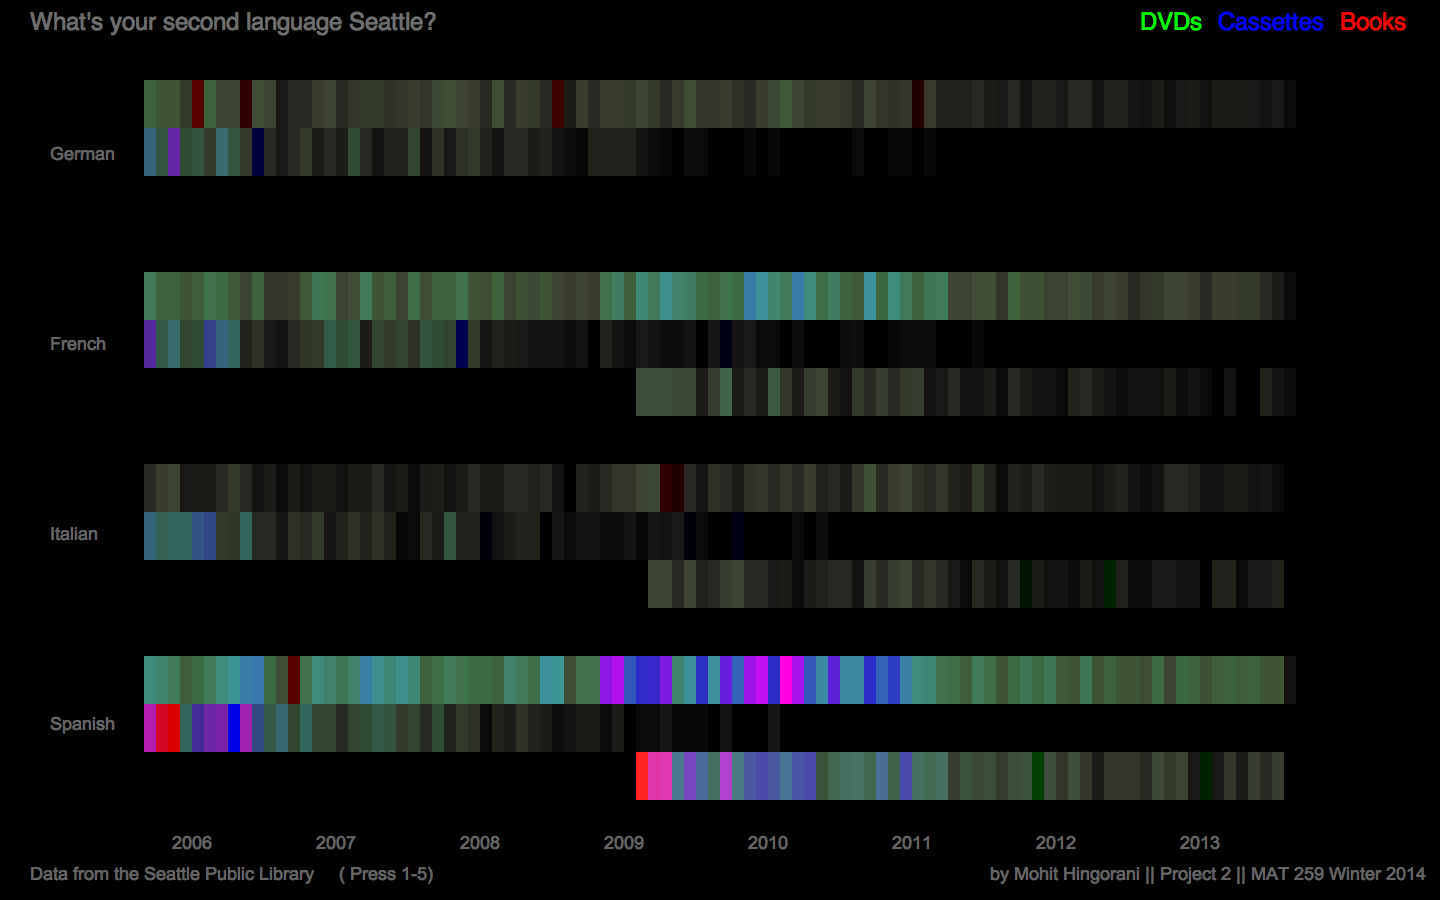 What's your second language Seattle?
DVDs Cassettes Books
German
French
Italian
Spanish
2006 2007 2008 2009 2010 2011 2012 2013
Data from the Seattle Public Library ( Press 1-5)
by Mohit Hingorani || Project 2 || MAT 259 Winter 2014